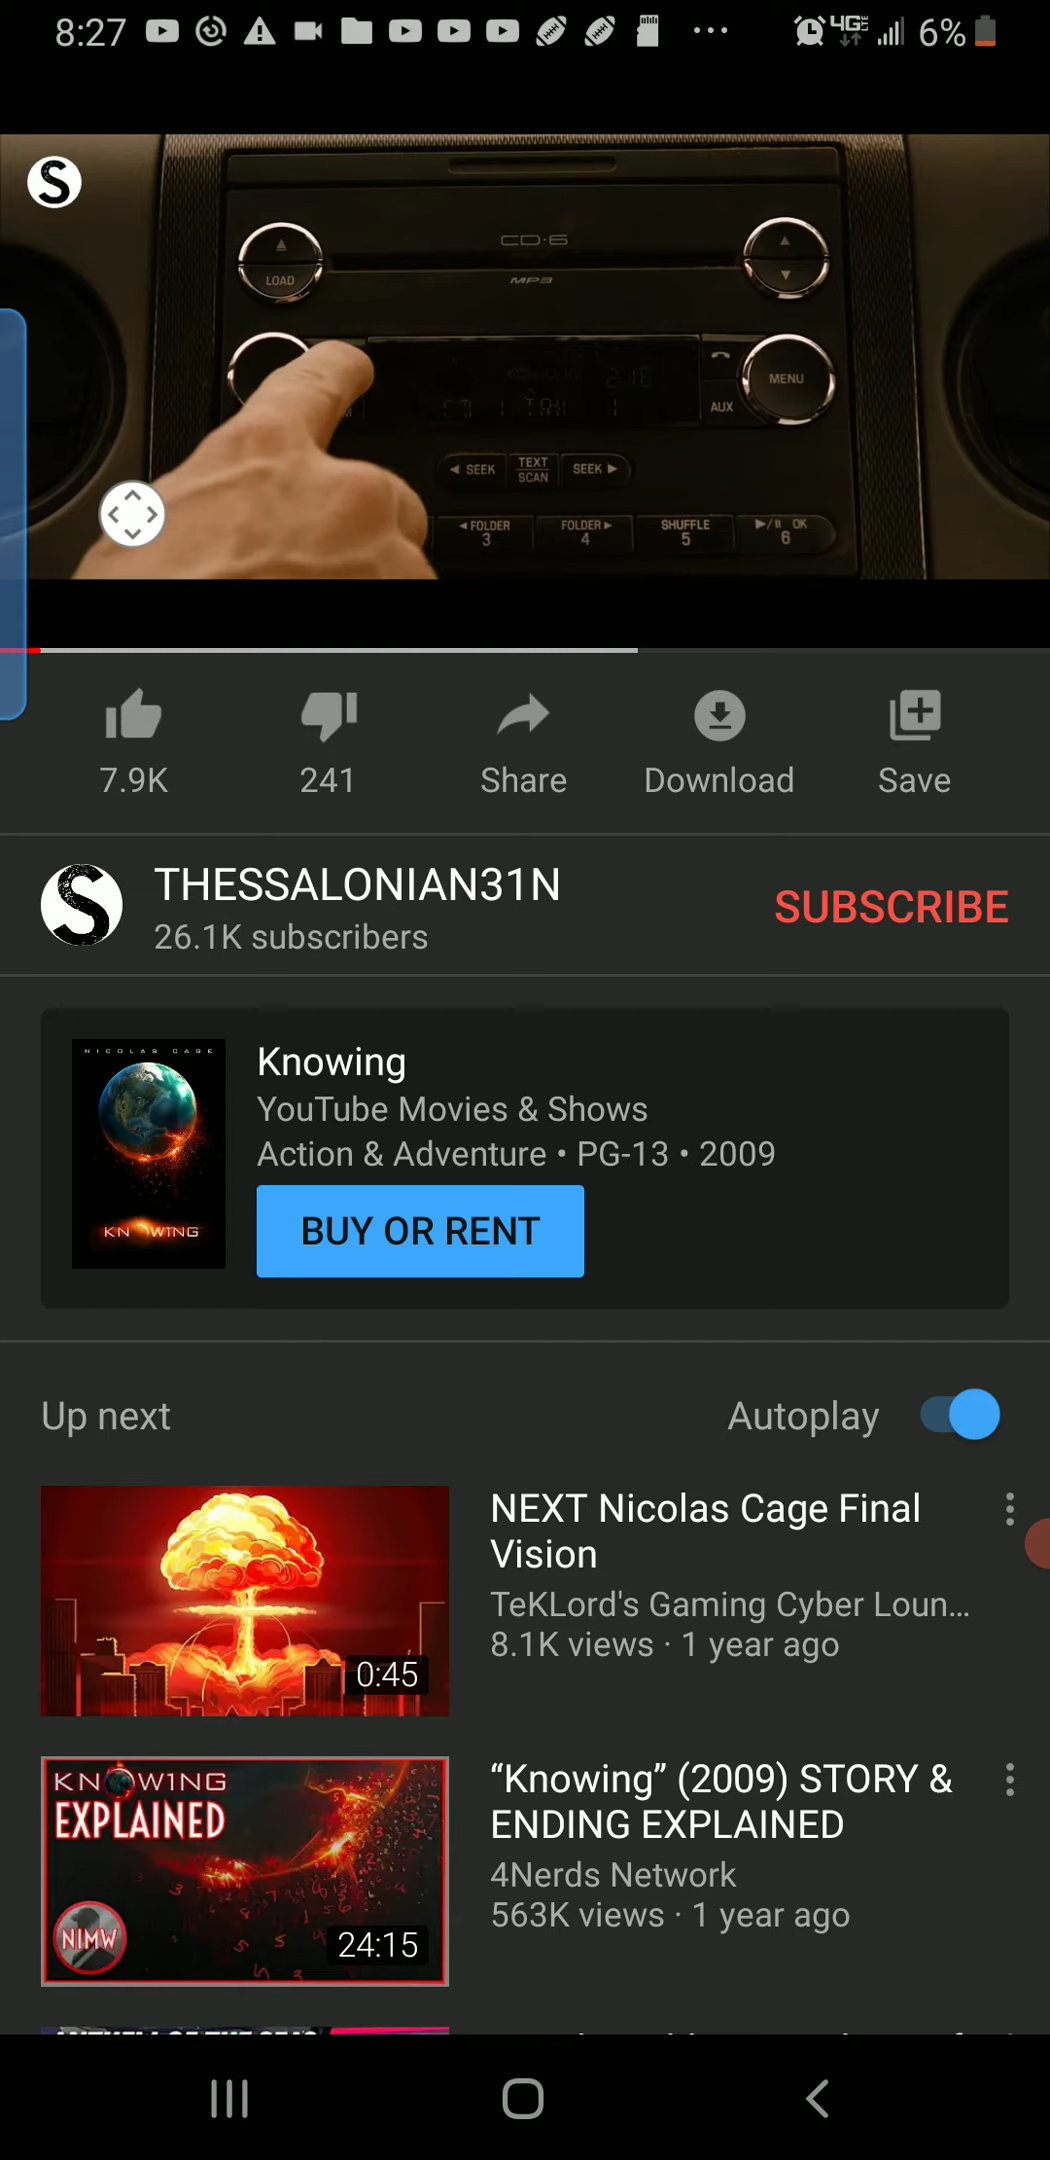 8:27
4G LTE
6%
S
CD·6
LOAD
MP3
MENU
AUX
SEEK
TEXT
SCAN
SEEK
FOLDER
3
FOLDER
4
SHUFFLE
5
OK
6
7.9K
241
Share
Download
Save
S
THESSALONIAN31N
26.1K subscribers
SUBSCRIBE
NICOLAS CAGE
KNOWING
Knowing
YouTube Movies & Shows
Action & Adventure • PG-13 • 2009
BUY OR RENT
Up next
Autoplay
0:45
NEXT Nicolas Cage Final
Vision
TeKLord's Gaming Cyber Loun...
8.1K views · 1 year ago
KNOW1NG
EXPLAINED
NIMW
24:15
“Knowing” (2009) STORY &
ENDING EXPLAINED
4Nerds Network
563K views · 1 year ago